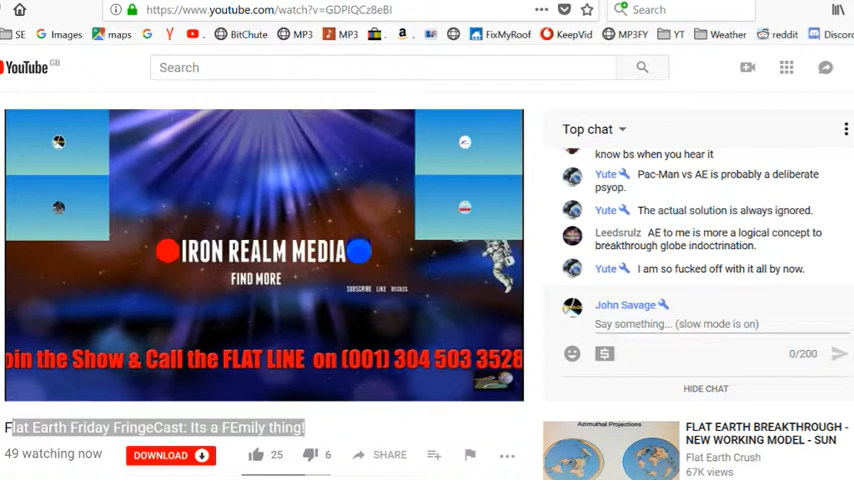 https://www.youtube.com/watch?v=GDPIQCz8eBI
Search
SE
Images
maps
BitChute
MP3
MP3
FixMyRoof
KeepVid
MP3FY
YT
Weather
reddit
Discord
YouTube GB
Search
IRON REALM MEDIA
FIND MORE
SUBSCRIBE LIKE DISCUSS
oin the Show & Call the FLAT LINE on (001) 304 503 3528
Top chat
know bs when you hear it
Yute Pac-Man vs AE is probably a deliberate
psyop.
Yute The actual solution is always ignored.
Leedsrulz AE to me is more a logical concept to
breakthrough globe indoctrination.
Yute I am so fucked off with it all by now.
John Savage
Say something... (slow mode is on)
0/200
HIDE CHAT
Flat Earth Friday FringeCast: Its a FEmily thing!
49 watching now
DOWNLOAD
25
6
SHARE
Azimuthal Projections
FLAT EARTH BREAKTHROUGH -
NEW WORKING MODEL - SUN
Flat Earth Crush
67K views